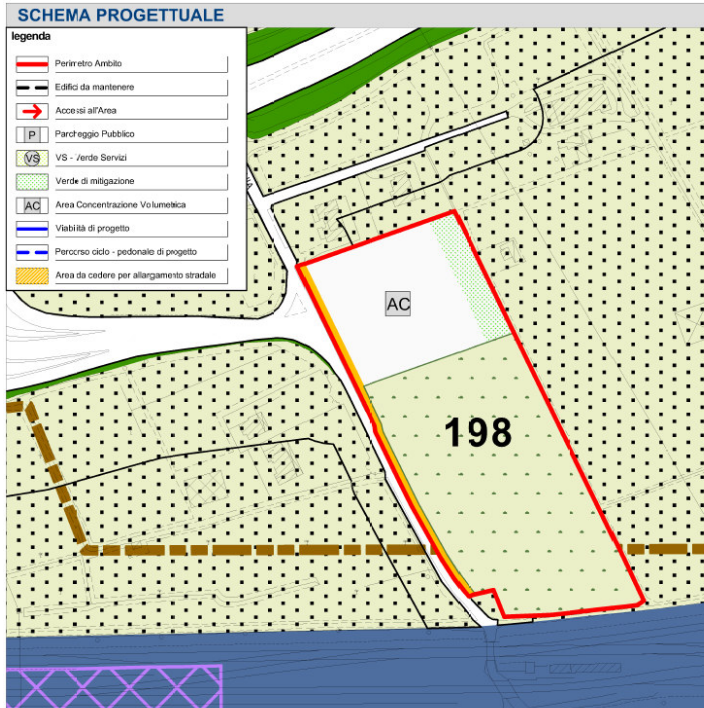 SCHEMA PROGETTUALE
legenda
Perimetro Ambito
Edifici da mantenere
Accessi all'Area
P Parcheggio Pubblico
VS VS - Verde Servizi
Verde di mitigazione
AC Area Concentrazione Volumetrica
Viabilità di progetto
Percorso ciclo - pedonale di progetto
Area da cedere per allargamento stradale
AC
198